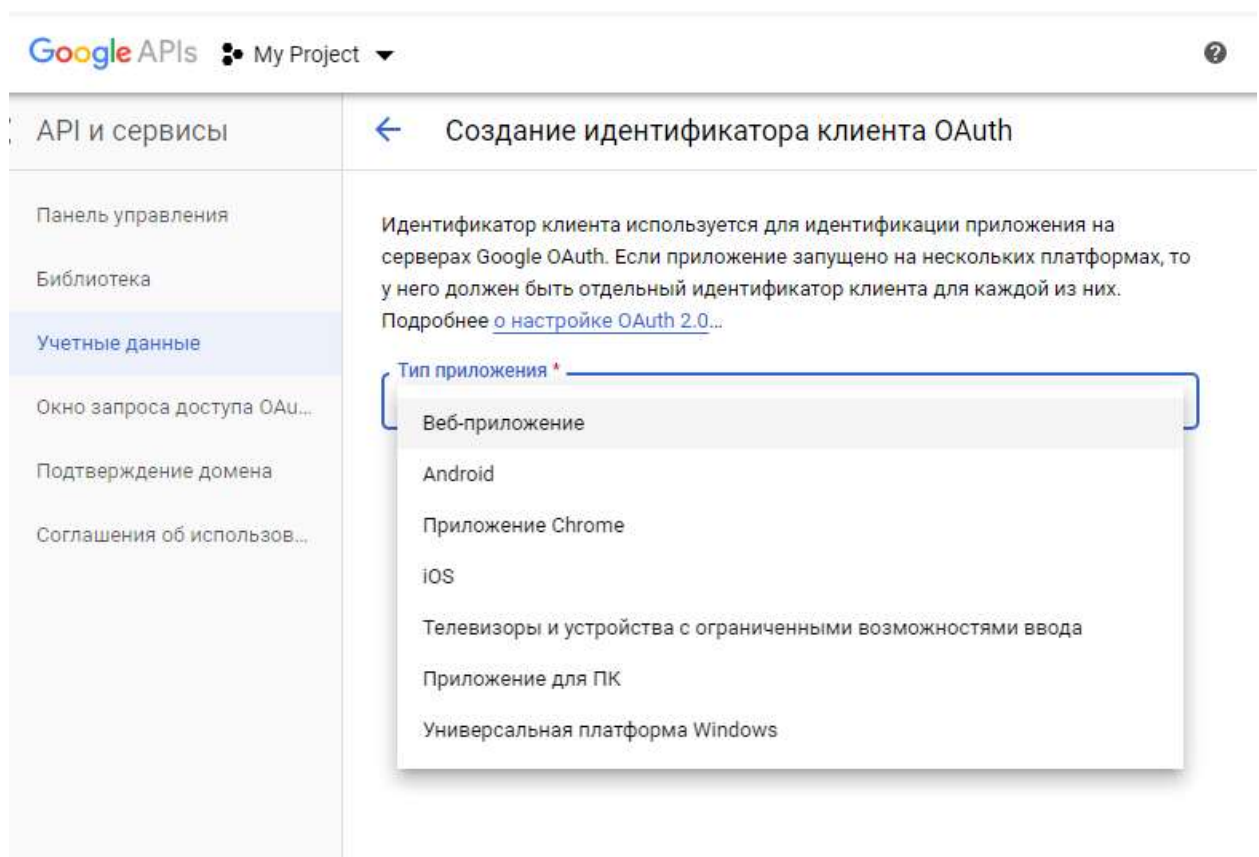 Google APIs My Project
API и сервисы
Создание идентификатора клиента OAuth
Панель управления
Библиотека
Учетные данные
Окно запроса доступа OAu...
Подтверждение домена
Соглашения об использов...
Идентификатор клиента используется для идентификации приложения на
серверах Google OAuth. Если приложение запущено на нескольких платформах, то
у него должен быть отдельный идентификатор клиента для каждой из них.
Подробнее о настройке OAuth 2.0...
Тип приложения *
Веб-приложение
Android
Приложение Chrome
iOS
Телевизоры и устройства с ограниченными возможностями ввода
Приложение для ПК
Универсальная платформа Windows